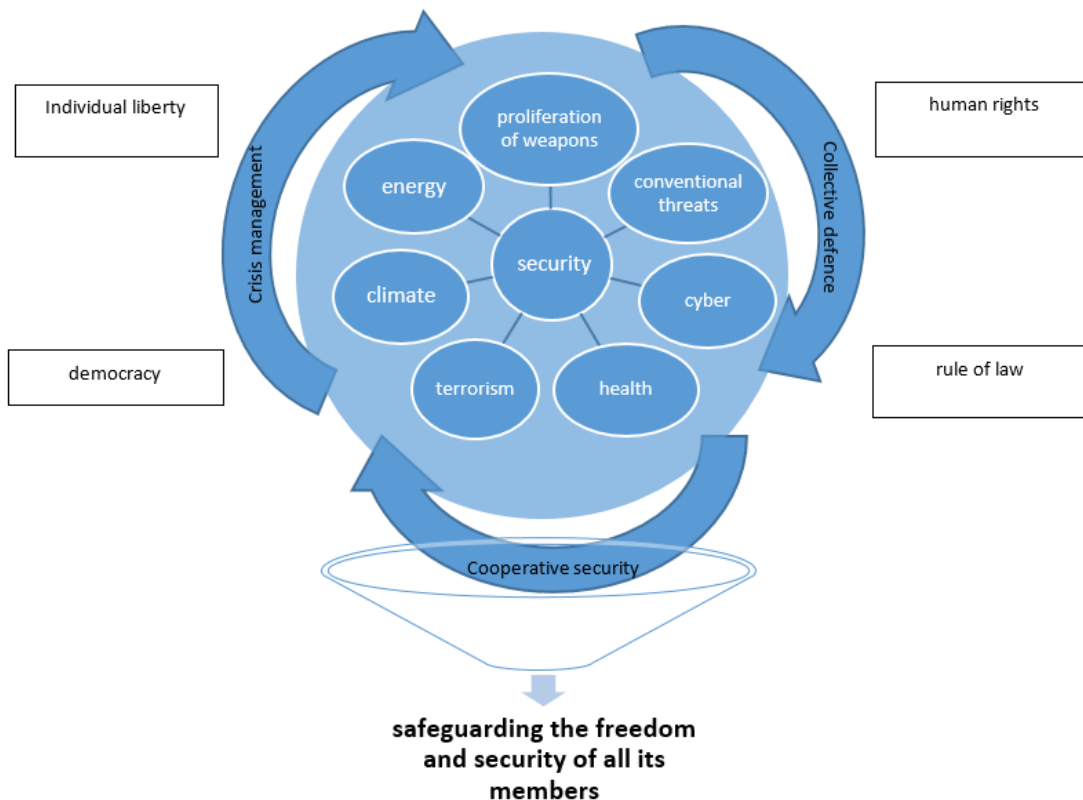 Individual liberty
human rights
proliferation
of weapons
energy
conventional
threats
Crisis management
Collective defence
security
climate
cyber
democracy
rule of law
terrorism
health
Cooperative security
safeguarding the freedom
and security of all its
members